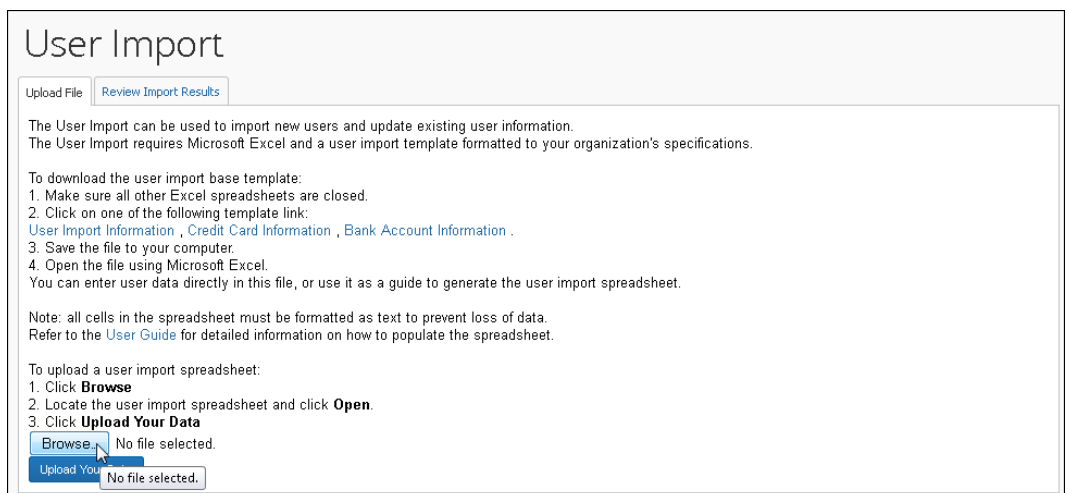 User Import
Upload File Review Import Results
The User Import can be used to import new users and update existing user information.
The User Import requires Microsoft Excel and a user import template formatted to your organization's specifications.
To download the user import base template:
1. Make sure all other Excel spreadsheets are closed.
2. Click on one of the following template link:
User Import Information , Credit Card Information , Bank Account Information .
3. Save the file to your computer.
4. Open the file using Microsoft Excel.
You can enter user data directly in this file, or use it as a guide to generate the user import spreadsheet.
Note: all cells in the spreadsheet must be formatted as text to prevent loss of data.
Refer to the User Guide for detailed information on how to populate the spreadsheet.
To upload a user import spreadsheet:
1. Click Browse
2. Locate the user import spreadsheet and click Open.
3. Click Upload Your Data
Browse... No file selected.
Upload You
No file selected.